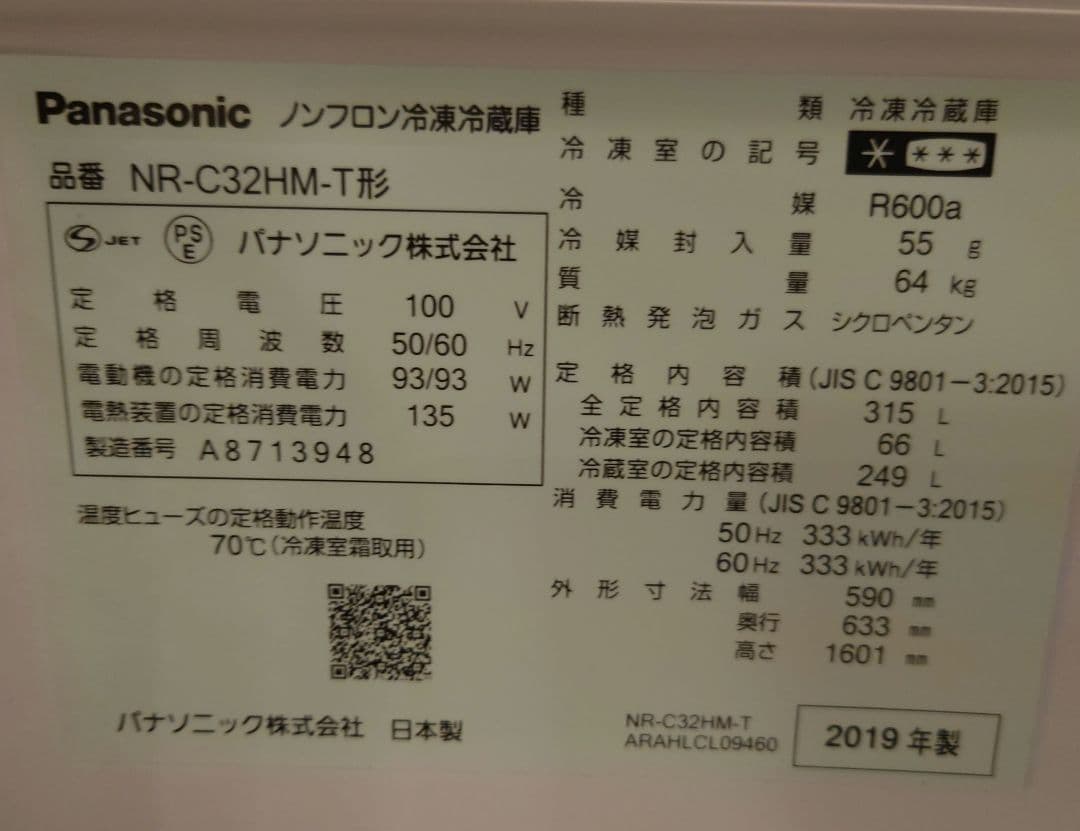 Panasonic ノンフロン冷凍冷蔵庫
品番 NR-C32HM-T形
S JET PSE パナソニック株式会社
定格電圧 100 V
定格周波数 50/60 Hz
電動機の定格消費電力 93/93 W
電熱装置の定格消費電力 135 W
製造番号 A8713948
温度ヒューズの定格動作温度
70℃(冷凍室霜取用)
パナソニック株式会社 日本製
種類 冷凍冷蔵庫
冷凍室の記号 * ***
冷媒 R600a
冷媒封入量 55 g
質量 64 kg
断熱発泡ガス シクロペンタン
定格内容積(JIS C 9801-3:2015)
全定格内容積 315 L
冷凍室の定格内容積 66 L
冷蔵室の定格内容積 249 L
消費電力量(JIS C 9801-3:2015)
50Hz 333 kWh/年
60Hz 333 kWh/年
外形寸法 幅 590 mm
奥行 633 mm
高さ 1601 mm
NR-C32HM-T
ARAHLCL09460
2019年製